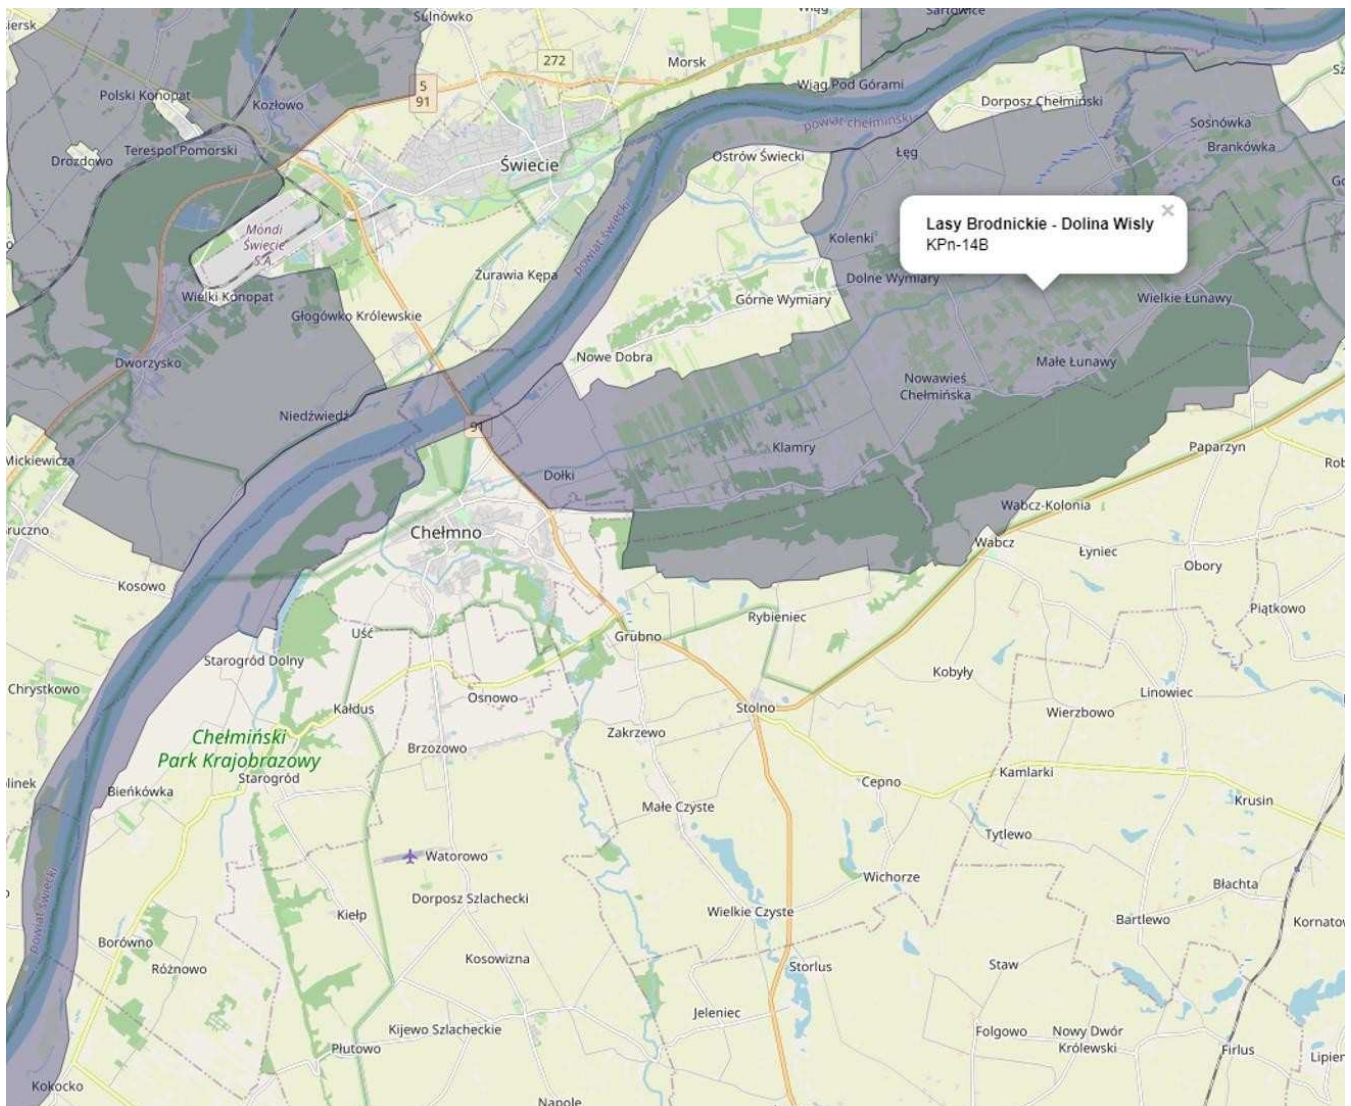 Sulnówko
Wiąg
Sartowice
272
Morsk
5
91
Polski Konopat
Kozłowo
Wiąg Pod Górami
Dorposz Chełmiński
powiat chełmiński
Sosnówka
Brankówka
Drozdowo
Terespol Pomorski
Świecie
Ostrów Świecki
Łęg
Lasy Brodnickie - Dolina Wisly
KPn-14B
×
Mondi
Świecie
S.A.
powiat świecki
Kolenki
Żurawia Kępa
Dolne Wymiary
Wielki Konopat
Górne Wymiary
Wielkie Łunawy
Głogówko Królewskie
Dworzysko
Nowe Dobra
Małe Łunawy
Nowawieś
Chełmińska
Niedźwiedź
91
Mickiewicza
Klamry
Paparzyn
Dołki
Wabcz-Kolonia
Chełmno
Wabcz
Łyniec
Obory
Kosowo
Piątkowo
Uść
Grubno
Rybieniec
Starogród Dolny
Kobyły
Chrystkowo
Osnowo
Linowiec
Kałdus
Stolno
Wierzbowo
Chełmiński
Park Krajobrazowy
Zakrzewo
Brzozowo
Starogród
Kamlarki
Cepno
Bieńkówka
Małe Czyste
Krusin
Tytlewo
Watorowo
Wichorze
Błachta
Dorposz Szlachecki
Kiełp
Wielkie Czyste
Bartlewo
Powiat świecki
Borówno
Kosowizna
Różnowo
Storlus
Staw
Jeleniec
Kijewo Szlacheckie
Folgowo
Nowy Dwór
Królewski
Płutowo
Firlus
Kokocko
Napole